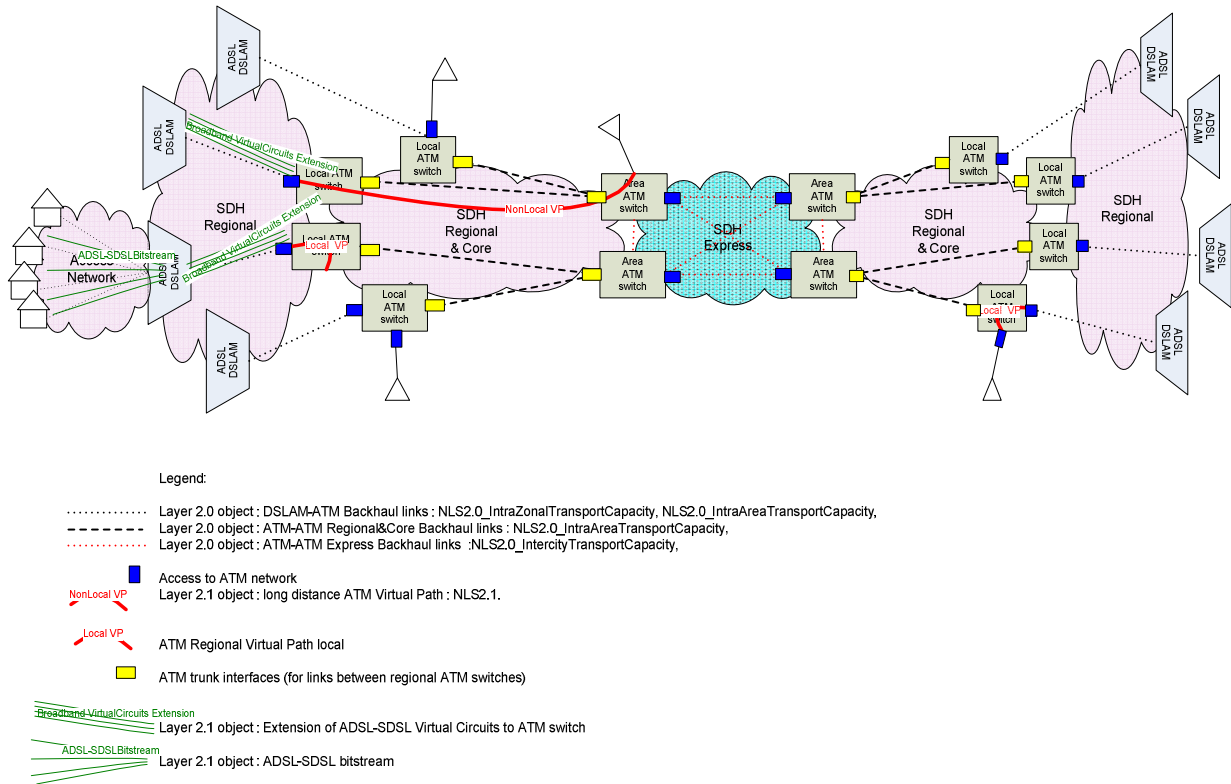 ADSL
DSLAM
ADSL
DSLAM
ADSL
DSLAM
ADSL
DSLAM
Broadband VirtualCircuits Extension
Broadband VirtualCircuits Extension
ADSL-SDSLBitstream
Access
Network
SDH
Regional
Local
ATM
switch
Local ATM
switch
Local ATM
switch
Local VP
Local
ATM
switch
SDH
Regional
& Core
NonLocal VP
Area
ATM
switch
Area
ATM
switch
SDH
Express
Area
ATM
switch
Area
ATM
switch
SDH
Regional
& Core
Local
ATM
switch
Local
ATM
switch
Local
ATM
switch
Local
ATM
switch
Local VP
SDH
Regional
ADSL
DSLAM
ADSL
DSLAM
ADSL
DSLAM
ADSL
DSLAM
Legend:
Layer 2.0 object : DSLAM-ATM Backhaul links : NLS2.0_IntraZonalTransportCapacity, NLS2.0_IntraAreaTransportCapacity,
Layer 2.0 object : ATM-ATM Regional&Core Backhaul links : NLS2.0_IntraAreaTransportCapacity,
Layer 2.0 object : ATM-ATM Express Backhaul links :NLS2.0_IntercityTransportCapacity,
Access to ATM network
NonLocal VP
Layer 2.1 object : long distance ATM Virtual Path : NLS2.1.
Local VP
ATM Regional Virtual Path local
ATM trunk interfaces (for links between regional ATM switches)
Broadband VirtualCircuits Extension
Layer 2.1 object : Extension of ADSL-SDSL Virtual Circuits to ATM switch
ADSL-SDSLBitstream
Layer 2.1 object : ADSL-SDSL bitstream